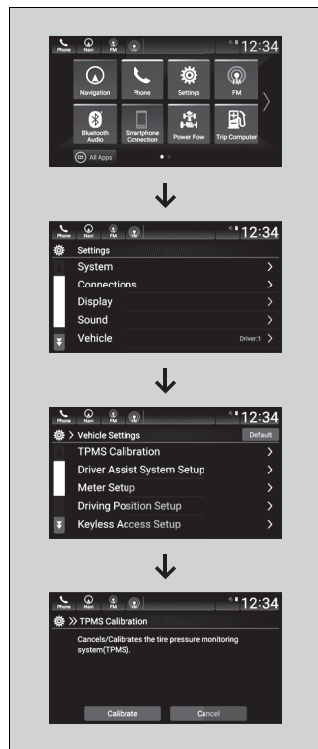 Phone Navi FM 12:34
Navigation Phone Settings FM
Bluetooth Audio Smartphone Connection Power Fow Trip Computer
All Apps
Phone Navi FM 12:34
Settings
System
Connections
Display
Sound
Vehicle Driver:1
Phone Navi FM 12:34
Vehicle Settings Default
TPMS Calibration
Driver Assist System Setup
Meter Setup
Driving Position Setup
Keyless Access Setup
Phone Navi FM 12:34
TPMS Calibration
Cancels/Calibrates the tire pressure monitoring
system(TPMS).
Calibrate Cancel